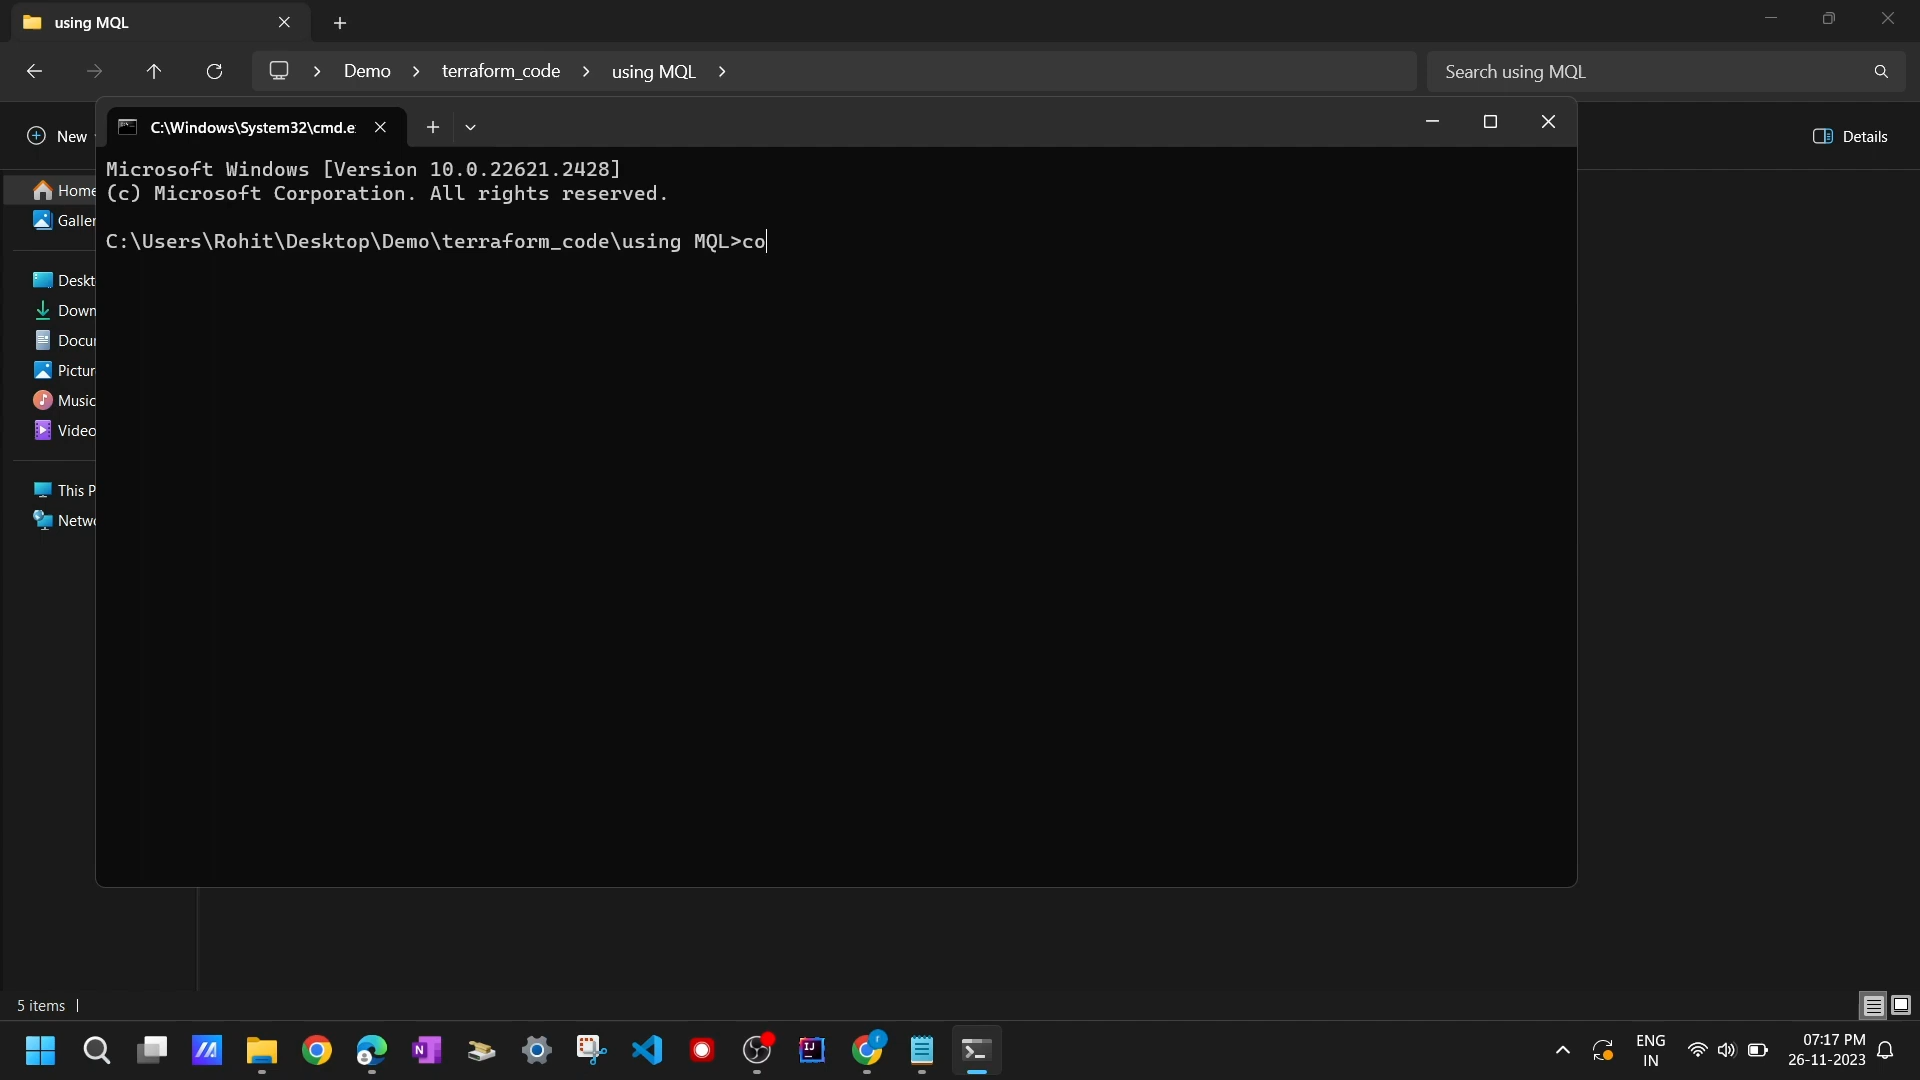 using MQL
Demo > terraform_code > using MQL >
Search using MQL
New
Details
C:\Windows\System32\cmd.e
Home
Microsoft Windows [Version 10.0.22621.2428]
(c) Microsoft Corporation. All rights reserved.
C:\Users\Rohit\Desktop\Demo\terraform_code\using MQL>co
Galler
Deskt
Down
Docur
Pictur
Music
Video
This P
Netwo
5 items
ENG
IN
07:17 PM
26-11-2023